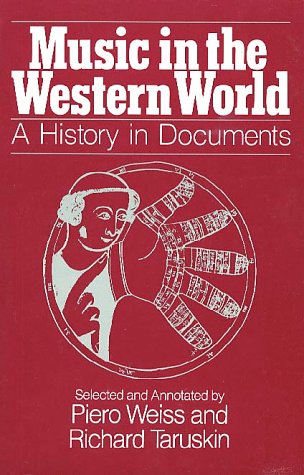 Music in the
Western World
A History in Documents
Selected and Annotated by
Piero Weiss and
Richard Taruskin